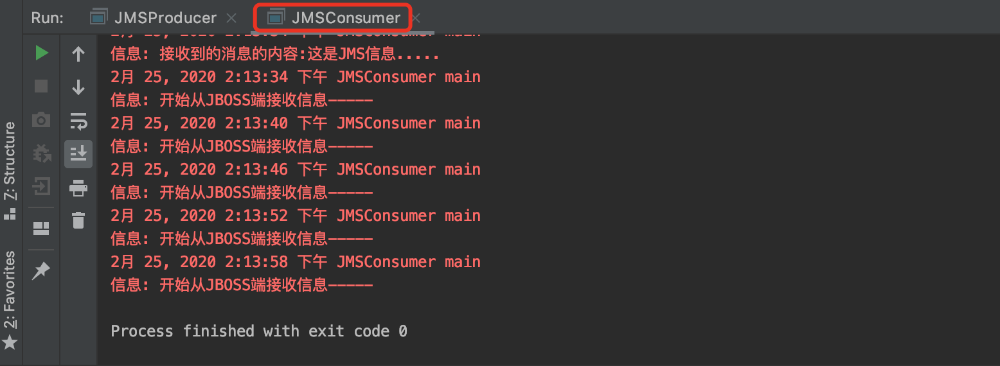 Run:
JMSProducer
JMSConsumer
信息: 接收到的消息的内容:这是JMS信息.....
2月 25, 2020 2:13:34 下午 JMSConsumer main
信息: 开始从JBOSS端接收信息-----
2月 25, 2020 2:13:40 下午 JMSConsumer main
信息: 开始从JBOSS端接收信息-----
2月 25, 2020 2:13:46 下午 JMSConsumer main
信息: 开始从JBOSS端接收信息-----
2月 25, 2020 2:13:52 下午 JMSConsumer main
信息: 开始从JBOSS端接收信息-----
2月 25, 2020 2:13:58 下午 JMSConsumer main
信息: 开始从JBOSS端接收信息-----
Process finished with exit code 0
7: Structure
2: Favorites